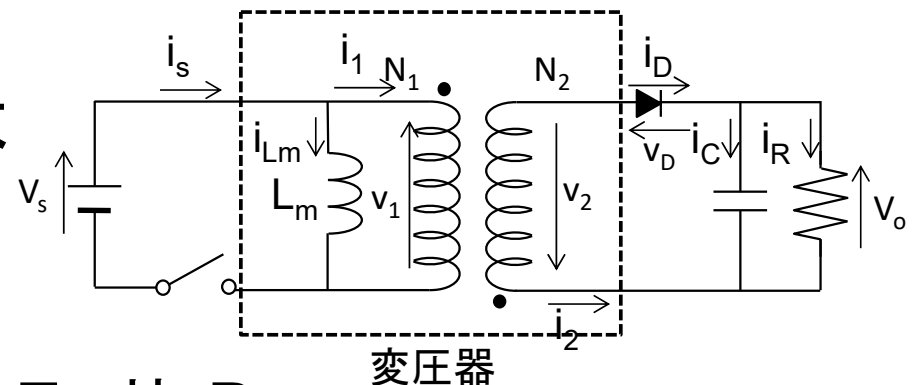 i_s
i_1
N_1
N_2
i_D
i_Lm
L_m
v_1
v_2
v_D
i_C
i_R
V_s
V_o
i_2
変圧器